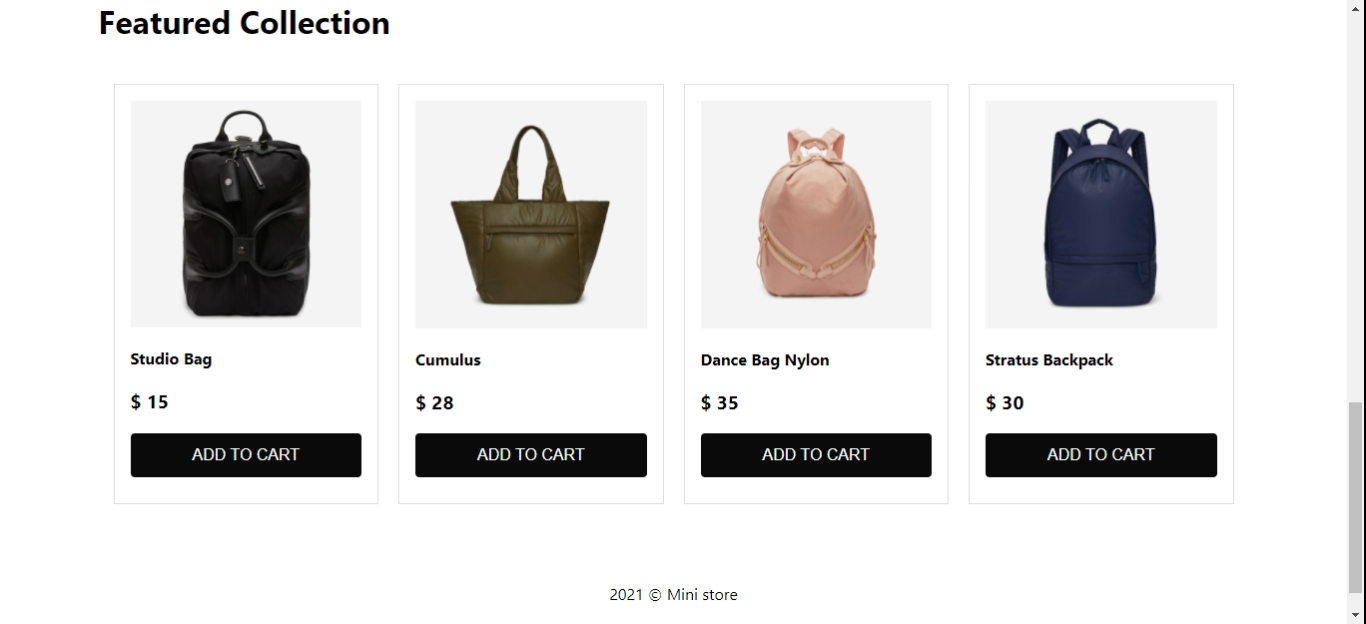 Featured Collection
Studio Bag
$ 15
ADD TO CART
Cumulus
$ 28
ADD TO CART
Dance Bag Nylon
$ 35
ADD TO CART
Stratus Backpack
$ 30
ADD TO CART
2021 © Mini store